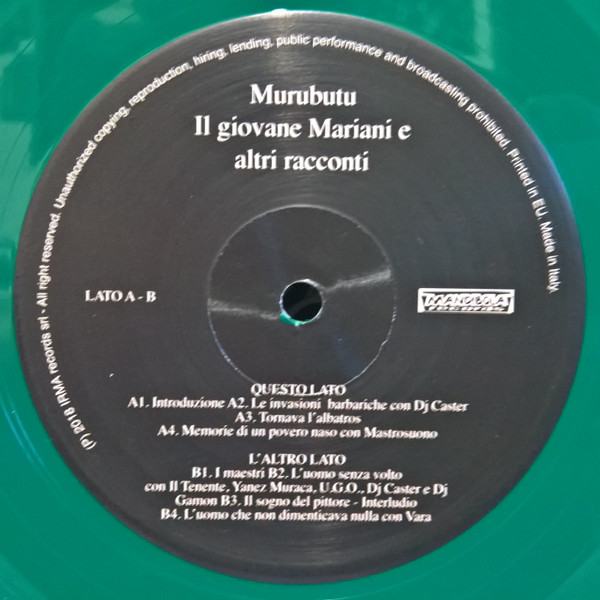 (P) 2018 IRMA records srl - All right reserved. Unauthorized copying, reproduction, hiring, lending, public performance and broadcasting prohibited. Printed in EU. Made in Italy.
Murubutu
Il giovane Mariani e
altri racconti
LATO A - B
RECORDS
QUESTO LATO
A1. Introduzione A2. Le invasioni barbariche con Dj Caster
A3. Tornava l'albatros
A4. Memorie di un povero naso con Mastrosuono
L'ALTRO LATO
B1. I maestri B2. L'uomo senza volto
con Il Tenente, Yanez Muraca, U.G.O., Dj Caster e Dj
Gamon B3. Il sogno del pittore - Interludio
B4. L'uomo che non dimenticava nulla con Vara